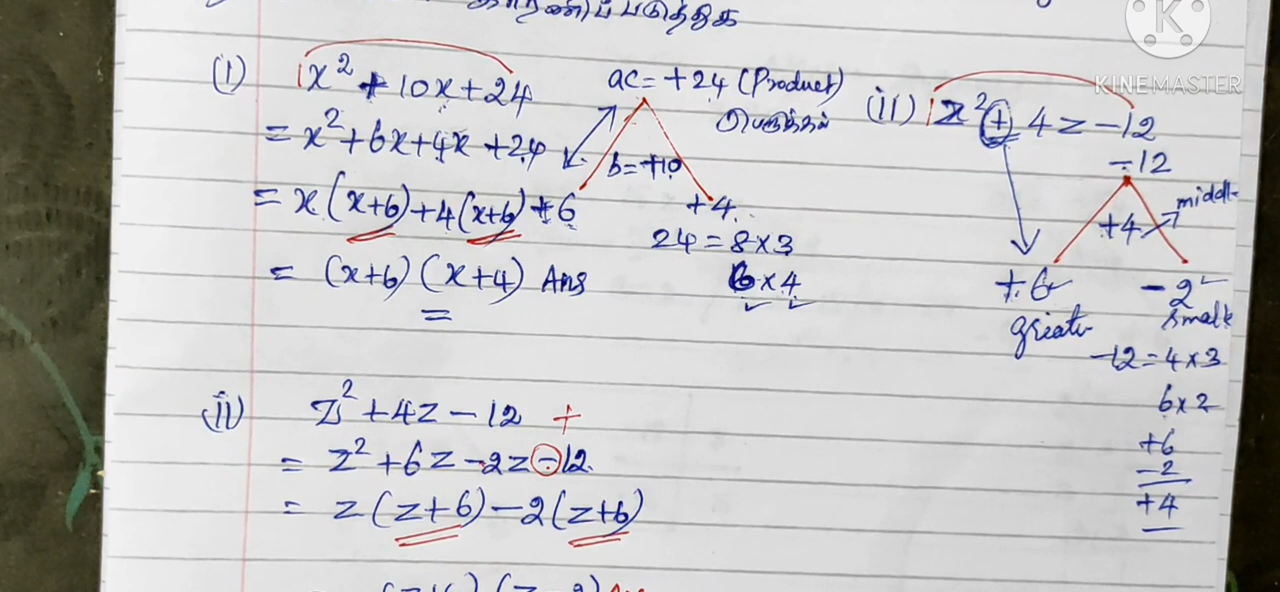 (i) x² + 10x + 24
= x² + 6x + 4x + 24
= x(x+6) + 4(x+6)
= (x+6)(x+4) Ans
ac = +24 (Product)
b = +10
+6 +4
24 = 8×3
6×4
(ii) z² + 4z - 12
-12
+4 middle
+6 -2
greater
-12 = 4×3
6×2
+6
-2
+4
(ii) z² + 4z - 12 +
= z² + 6z - 2z - 12
= z(z+6) - 2(z+6)
KINEMASTER
K